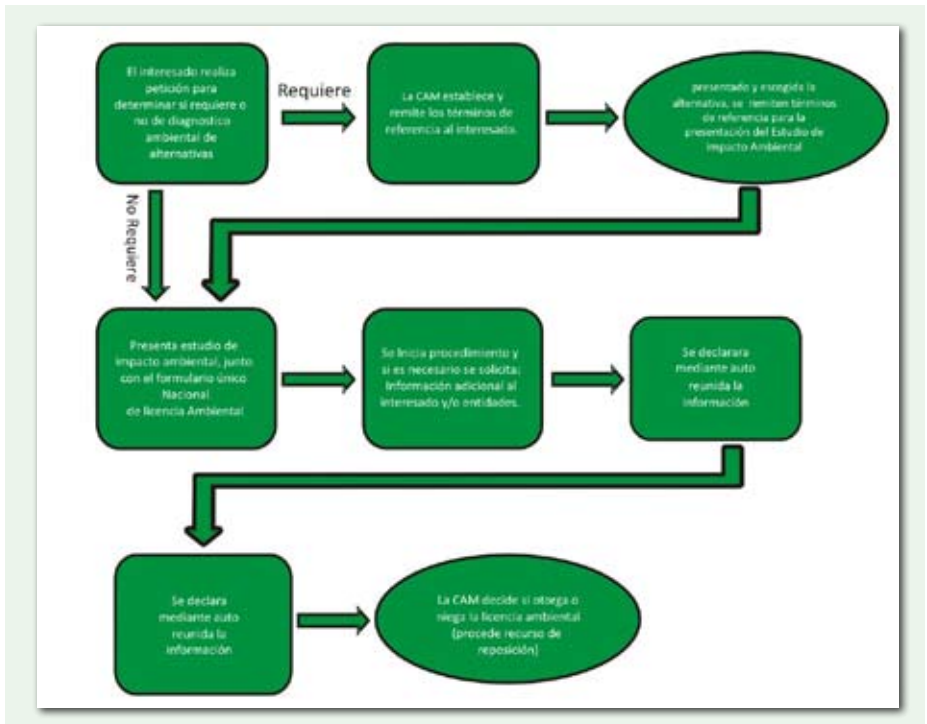 El interesado realiza
petición para
determinar si requiere o
no de diagnostico
ambiental de
alternativas
Requiere
La CAM establece y
remite los términos de
referencia al interesado.
presentado y escogida la
alternativa, se remiten términos
de referencia para la
presentación del Estudio de
Impacto Ambiental
No Requiere
Presenta estudio de
impacto ambiental, junto
con el formulario único
Nacional
de licencia Ambiental
Se Inicia procedimiento y
si es necesario se solicita:
Información adicional al
interesado y/o entidades.
Se declarara
mediante auto
reunida la
información
Se declara
mediante auto
reunida la
información
La CAM decide si otorga o
niega la licencia ambiental
(procede recurso de
reposición)